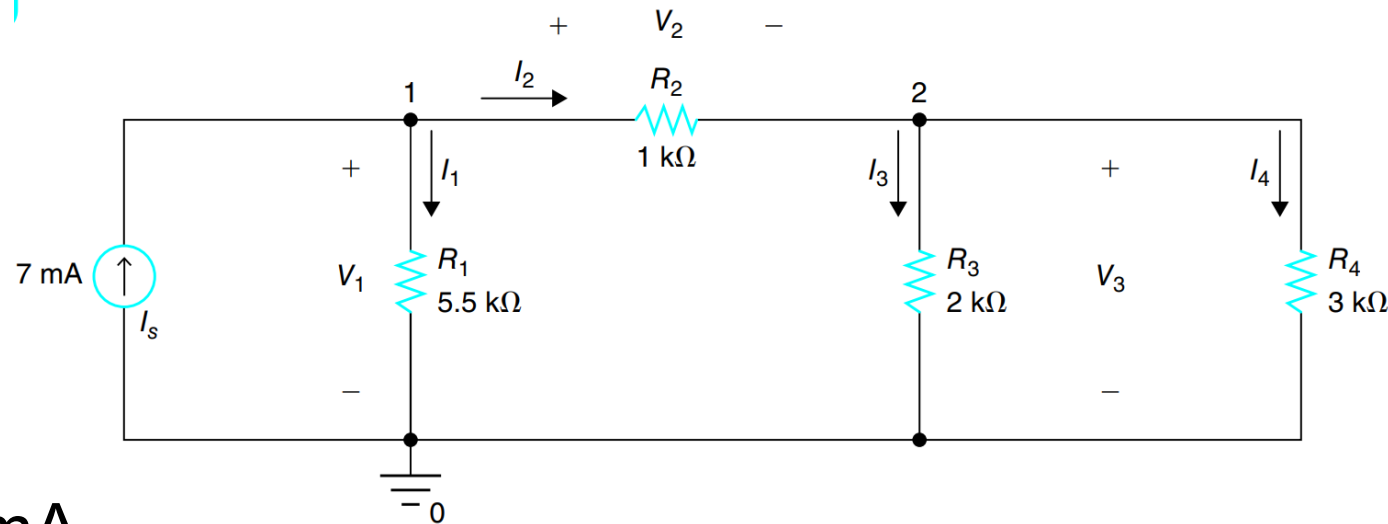 + V₂ −
I₂ R₂
1 2
1 kΩ
+ I₁ I₃ + I₄
7 mA V₁ R₁ R₃ V₃ R₄
5.5 kΩ 2 kΩ 3 kΩ
Iₛ
− −
0